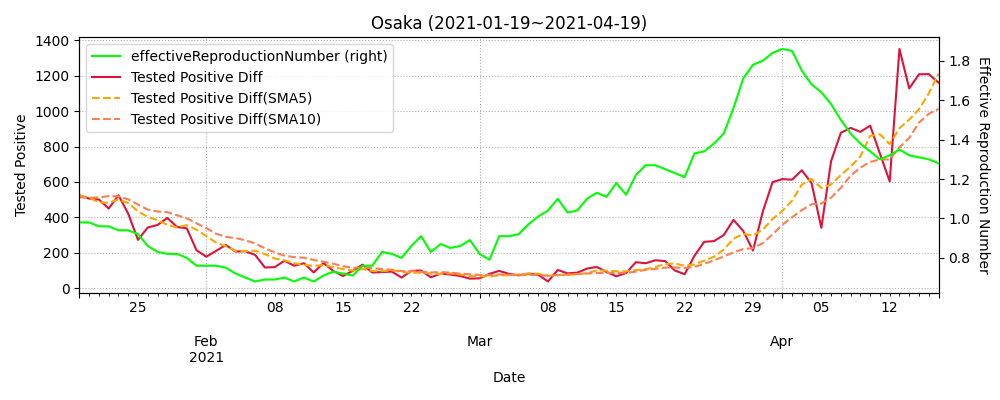 Osaka (2021-01-19~2021-04-19)
effectiveReproductionNumber (right)
Tested Positive Diff
Tested Positive Diff(SMA5)
Tested Positive Diff(SMA10)
1400
1200
1000
800
600
400
200
0
Tested Positive
1.8
1.6
1.4
1.2
1.0
0.8
Effective Reproduction Number
25 08 15 22 08 15 22 29 05 12
Feb Mar Apr
2021
Date